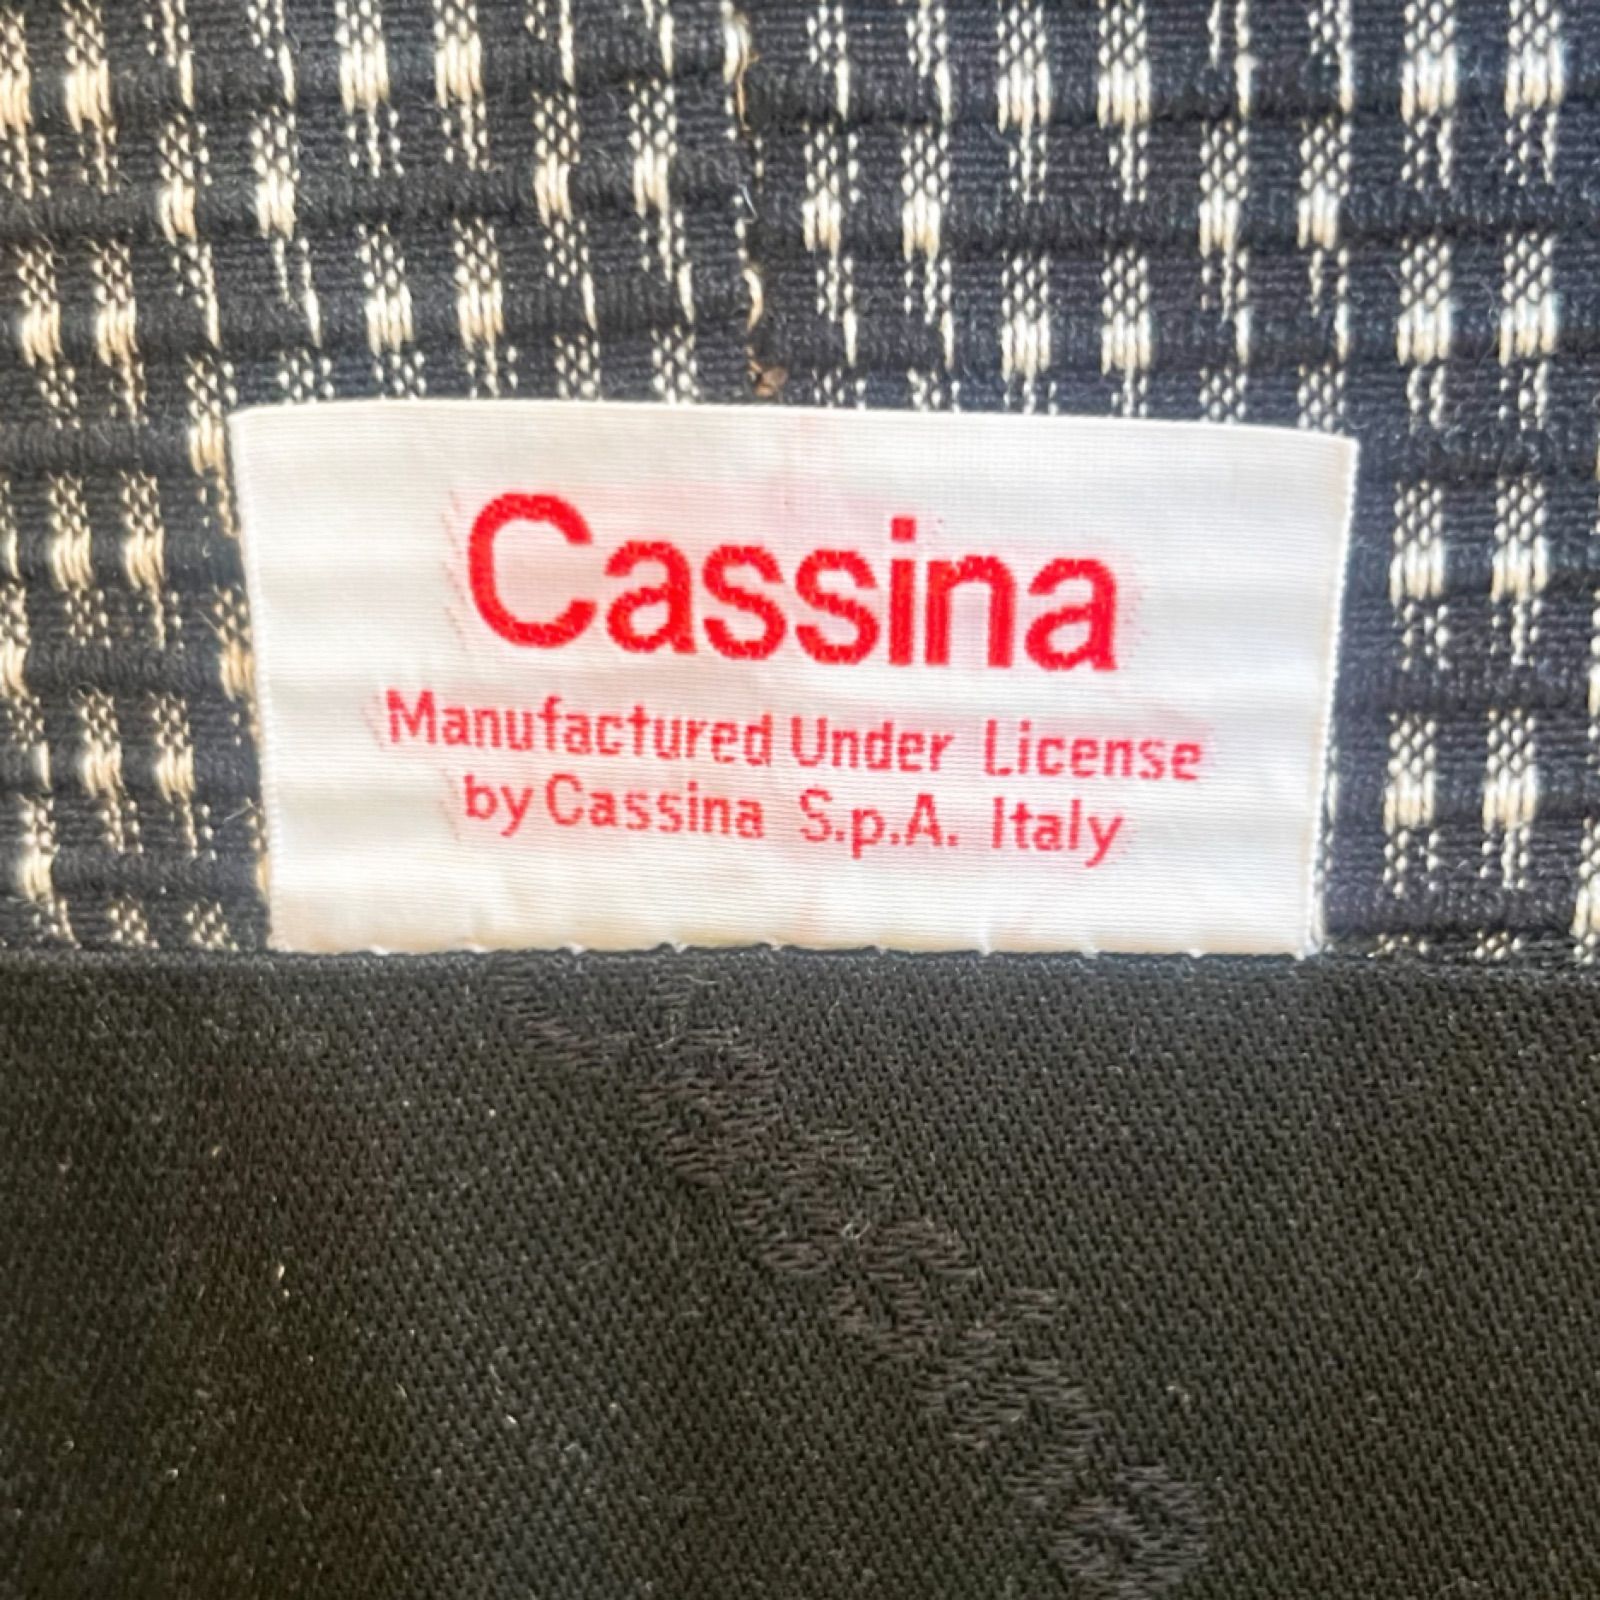 Cassina
Manufactured Under License
by Cassina S.p.A. Italy